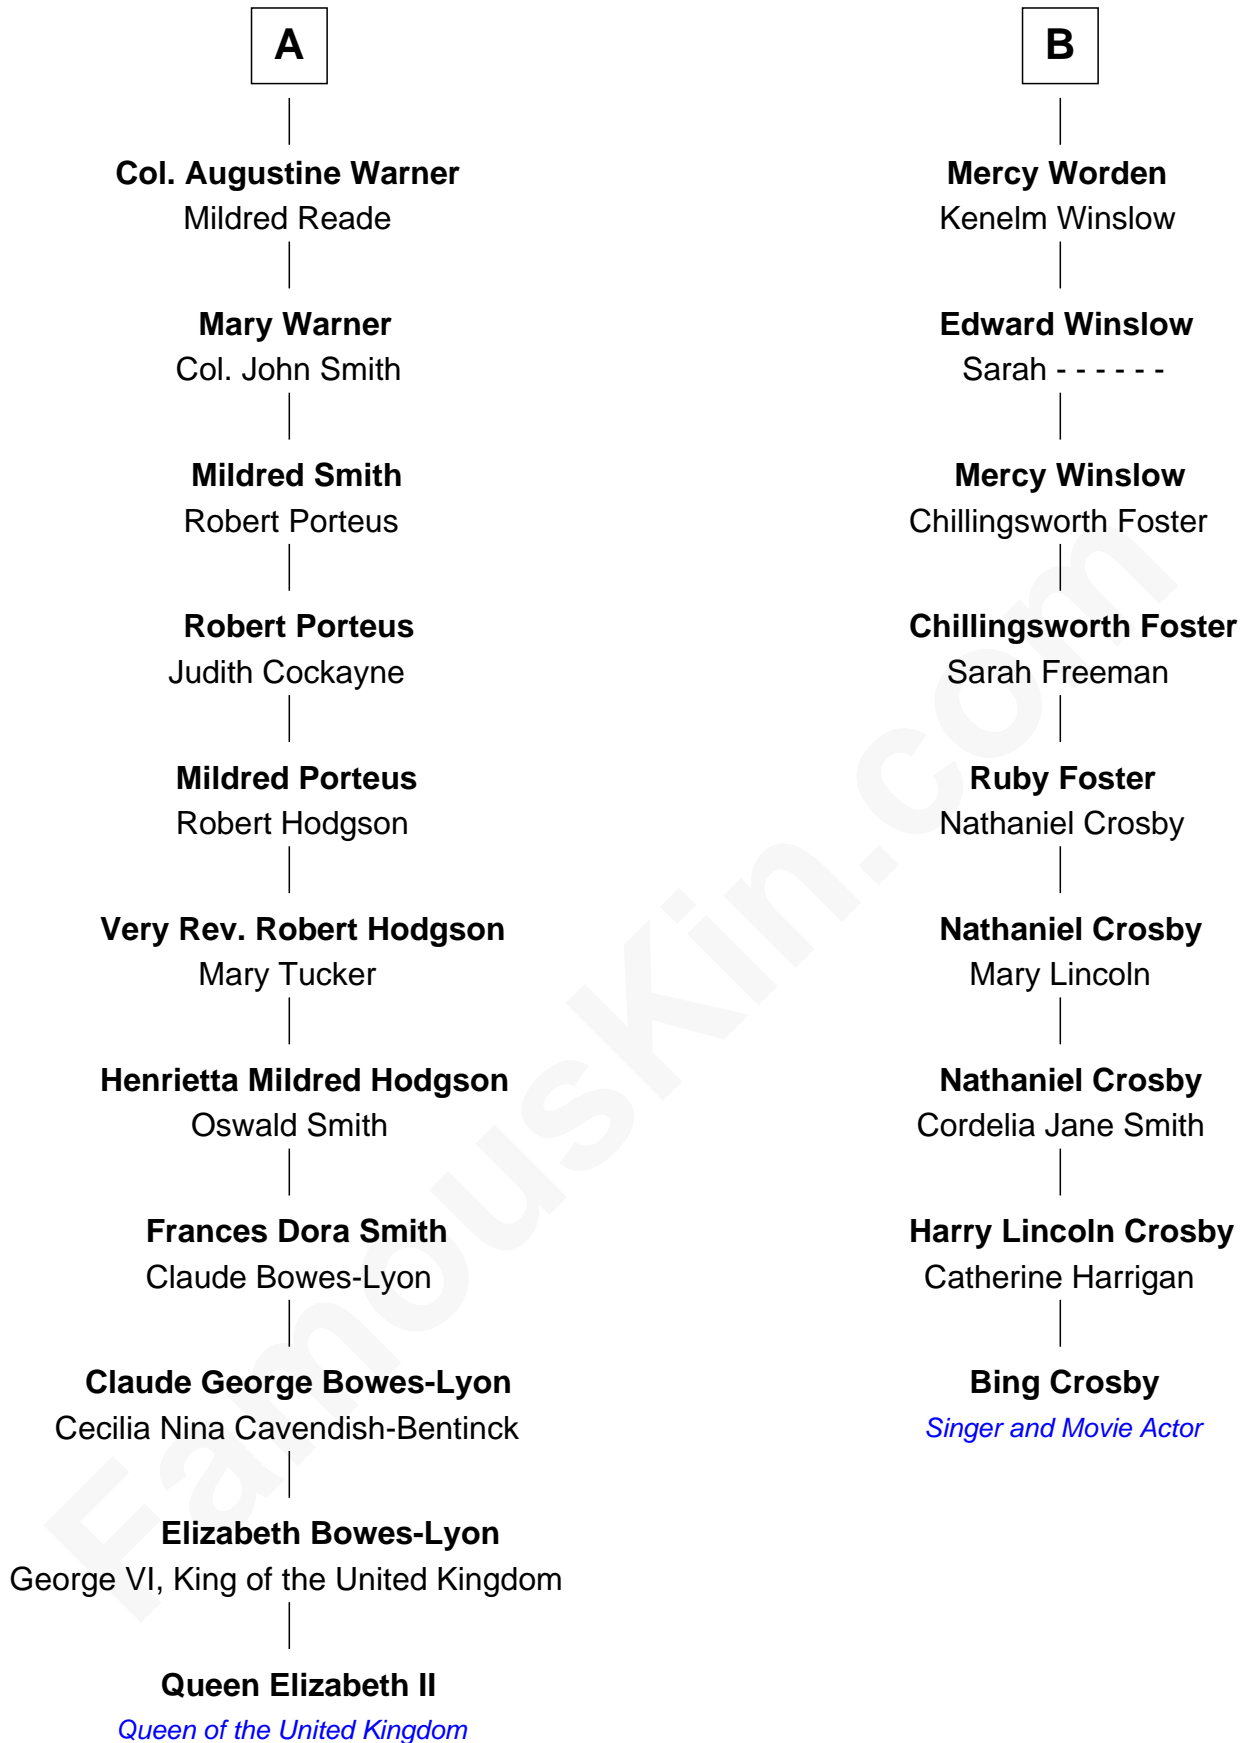 A
Col. Augustine Warner
Mildred Reade
Mary Warner
Col. John Smith
Mildred Smith
Robert Porteus
Robert Porteus
Judith Cockayne
Mildred Porteus
Robert Hodgson
Very Rev. Robert Hodgson
Mary Tucker
Henrietta Mildred Hodgson
Oswald Smith
Frances Dora Smith
Claude Bowes-Lyon
Claude George Bowes-Lyon
Cecilia Nina Cavendish-Bentinck
Elizabeth Bowes-Lyon
George VI, King of the United Kingdom
Queen Elizabeth II
Queen of the United Kingdom
B
Mercy Worden
Kenelm Winslow
Edward Winslow
Sarah - - - - - -
Mercy Winslow
Chillingsworth Foster
Chillingsworth Foster
Sarah Freeman
Ruby Foster
Nathaniel Crosby
Nathaniel Crosby
Mary Lincoln
Nathaniel Crosby
Cordelia Jane Smith
Harry Lincoln Crosby
Catherine Harrigan
Bing Crosby
Singer and Movie Actor
FamousKin.com